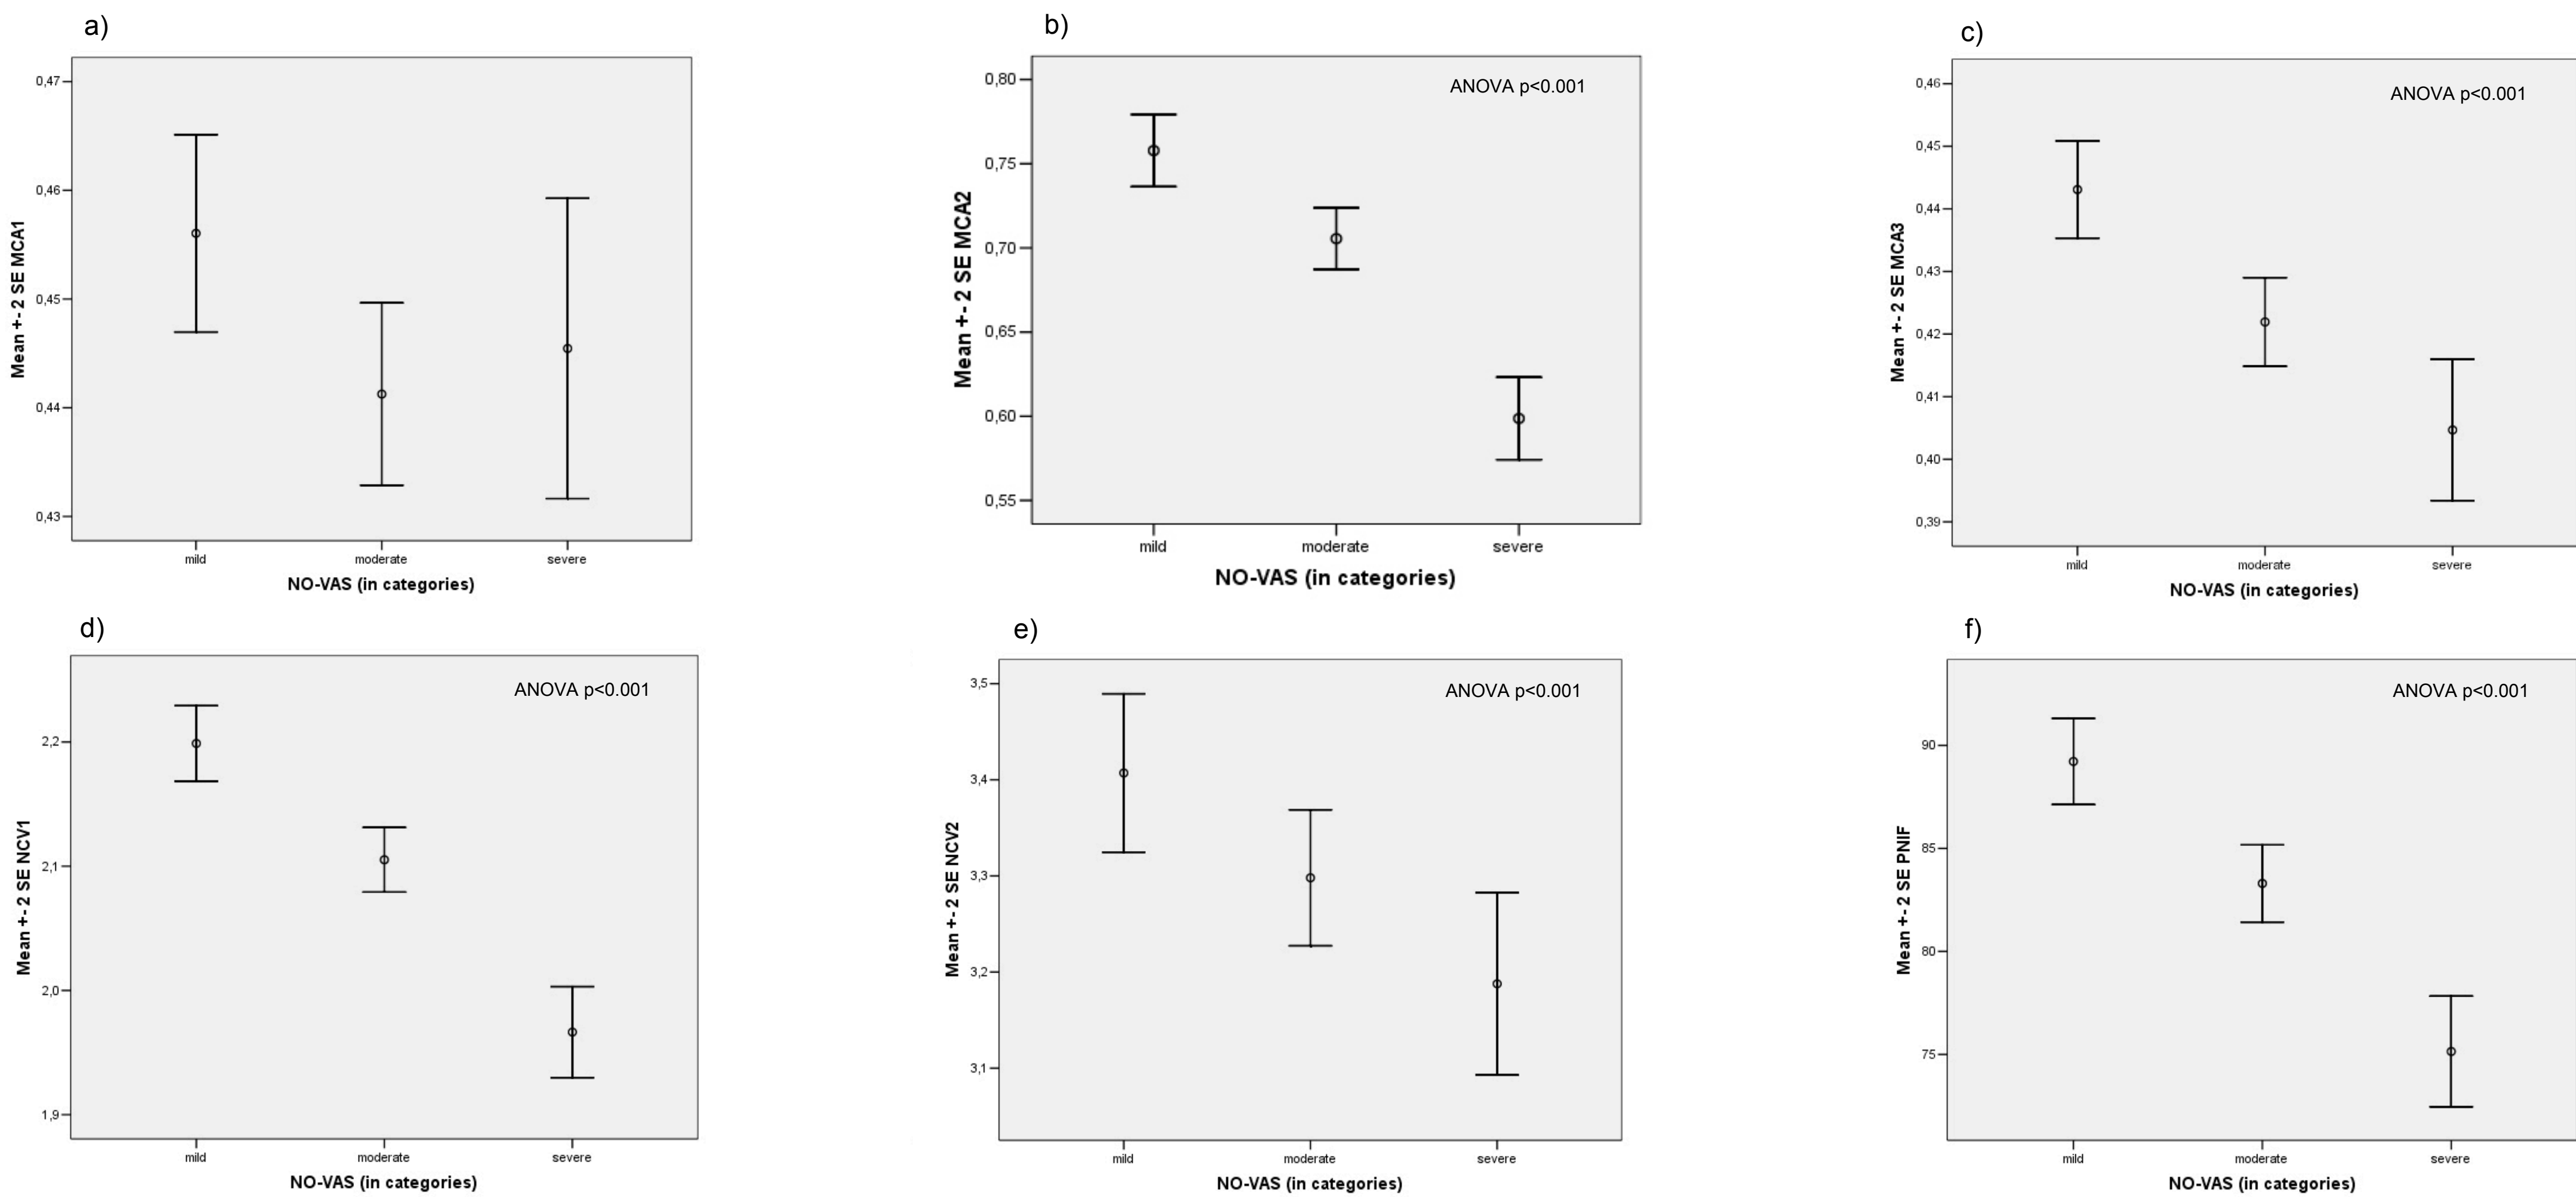 a)
0,47
0,46
0,45
0,44
0,43
Mean +- 2 SE MCA1
mild
moderate
severe
NO-VAS (in categories)
b)
ANOVA p<0.001
0,80
0,75
0,70
0,65
0,60
0,55
Mean +- 2 SE MCA2
mild
moderate
severe
NO-VAS (in categories)
c)
ANOVA p<0.001
0,46
0,45
0,44
0,43
0,42
0,41
0,40
0,39
Mean +- 2 SE MCA3
mild
moderate
severe
NO-VAS (in categories)
d)
ANOVA p<0.001
2,2
2,1
2,0
1,9
Mean +- 2 SE NCV1
mild
moderate
severe
NO-VAS (in categories)
e)
ANOVA p<0.001
3,5
3,4
3,3
3,2
3,1
Mean +- 2 SE NCV2
mild
moderate
severe
NO-VAS (in categories)
f)
ANOVA p<0.001
90
85
80
75
Mean +- 2 SE PNIF
mild
moderate
severe
NO-VAS (in categories)